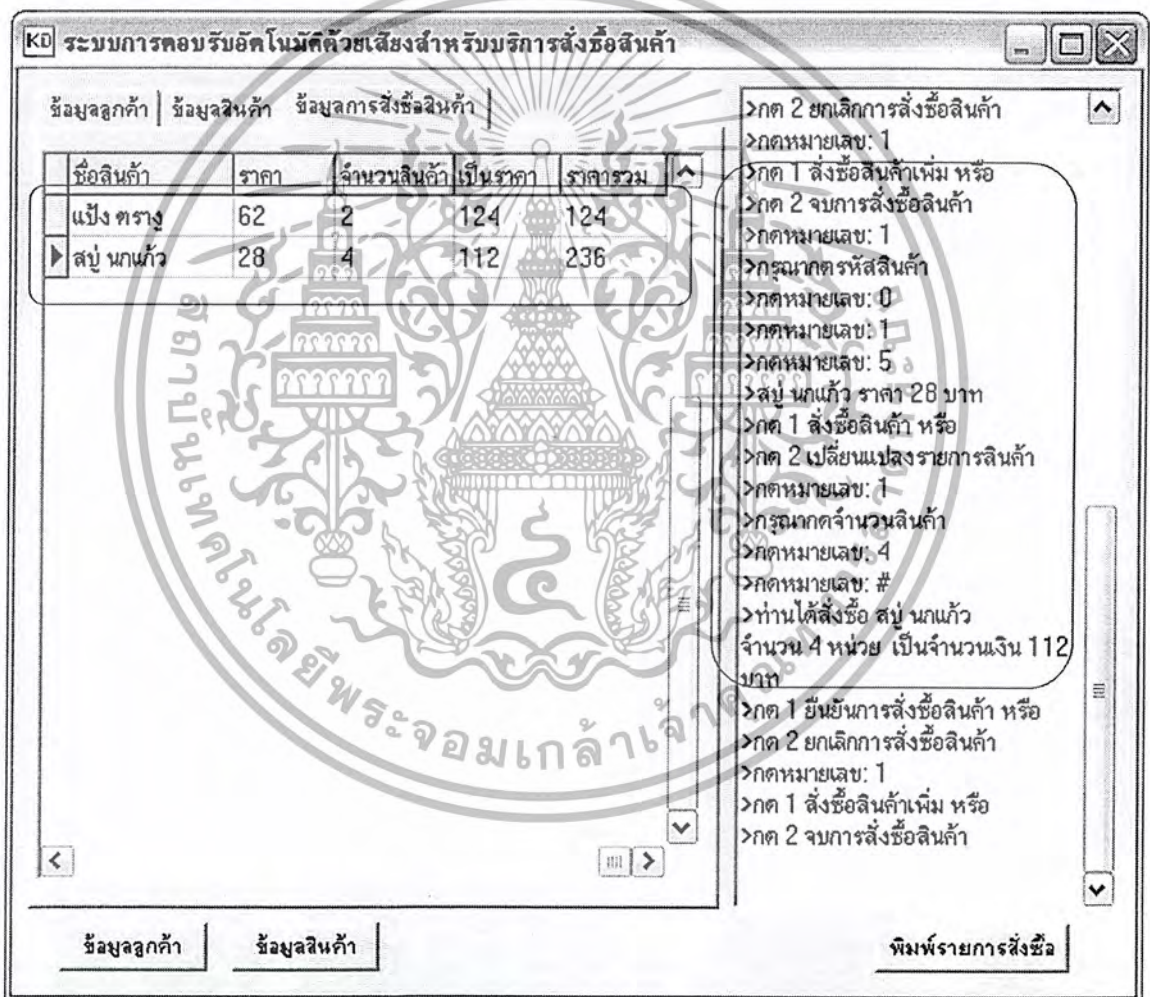 KD ระบบการตอบรับอัตโนมัติด้วยเสียงสำหรับบริการสั่งซื้อสินค้า
ข้อมูลลูกค้า ข้อมูลสินค้า ข้อมูลการสั่งซื้อสินค้า
ชื่อสินค้า ราคา จำนวนสินค้า เป็นราคา ราคารวม
แป้ง ตรางู 62 2 124 124
สบู่ นกแก้ว 28 4 112 236
>กด 2 ยกเลิกการสั่งซื้อสินค้า
>กดหมายเลข: 1
>กด 1 สั่งซื้อสินค้าเพิ่ม หรือ
>กด 2 จบการสั่งซื้อสินค้า
>กดหมายเลข: 1
>กรุณากดรหัสสินค้า
>กดหมายเลข: 0
>กดหมายเลข: 1
>กดหมายเลข: 5
>สบู่ นกแก้ว ราคา 28 บาท
>กด 1 สั่งซื้อสินค้า หรือ
>กด 2 เปลี่ยนแปลงรายการสินค้า
>กดหมายเลข: 1
>กรุณากดจำนวนสินค้า
>กดหมายเลข: 4
>กดหมายเลข: #
>ท่านได้สั่งซื้อ สบู่ นกแก้ว
จำนวน 4 หน่วย เป็นจำนวนเงิน 112
บาท
>กด 1 ยืนยันการสั่งซื้อสินค้า หรือ
>กด 2 ยกเลิกการสั่งซื้อสินค้า
>กดหมายเลข: 1
>กด 1 สั่งซื้อสินค้าเพิ่ม หรือ
>กด 2 จบการสั่งซื้อสินค้า
ข้อมูลลูกค้า ข้อมูลสินค้า พิมพ์รายการสั่งซื้อ
สถาบันเทคโนโลยีพระจอมเกล้าเจ้าคุณทหารลาดกระบัง